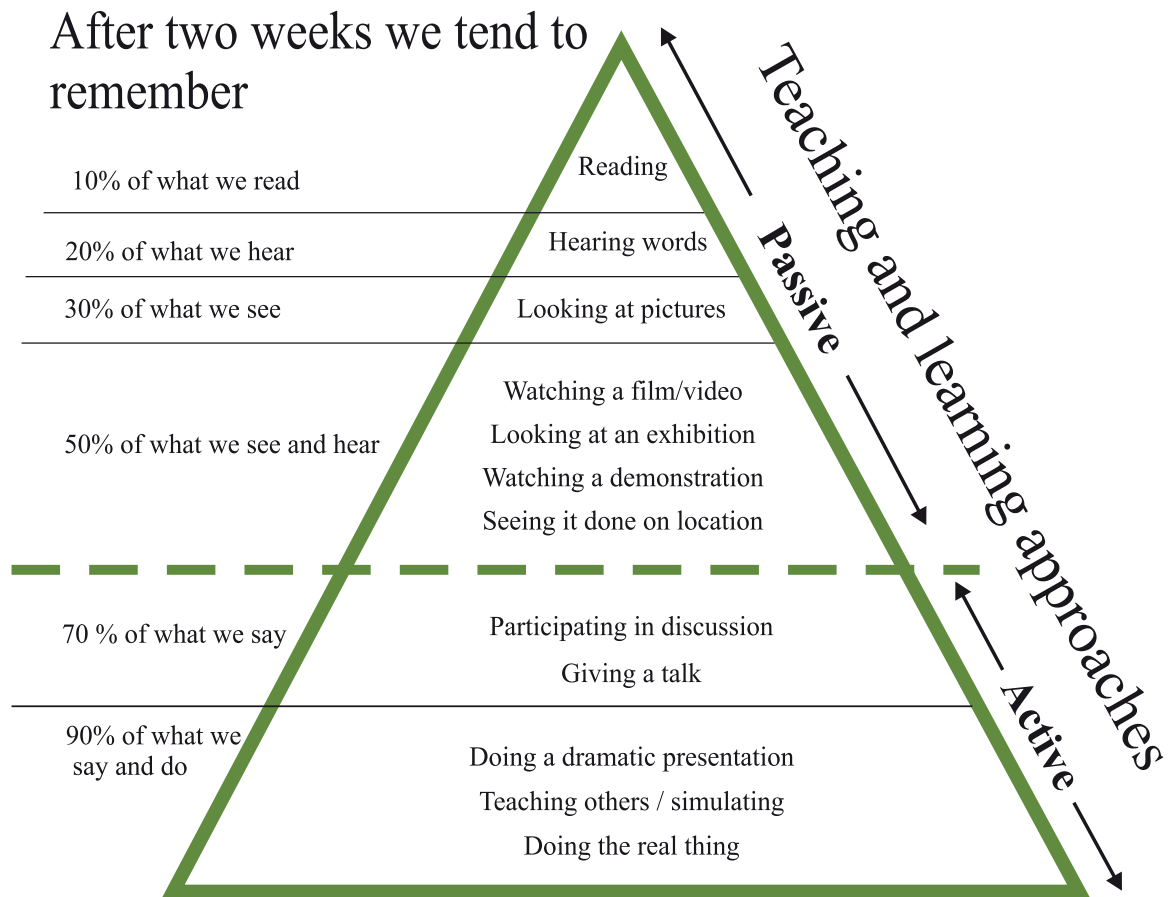 After two weeks we tend to
remember
10% of what we read
Reading
20% of what we hear
Hearing words
30% of what we see
Looking at pictures
50% of what we see and hear
Watching a film/video
Looking at an exhibition
Watching a demonstration
Seeing it done on location
70 % of what we say
Participating in discussion
Giving a talk
90% of what we
say and do
Doing a dramatic presentation
Teaching others / simulating
Doing the real thing
Passive
Active
Teaching and learning approaches